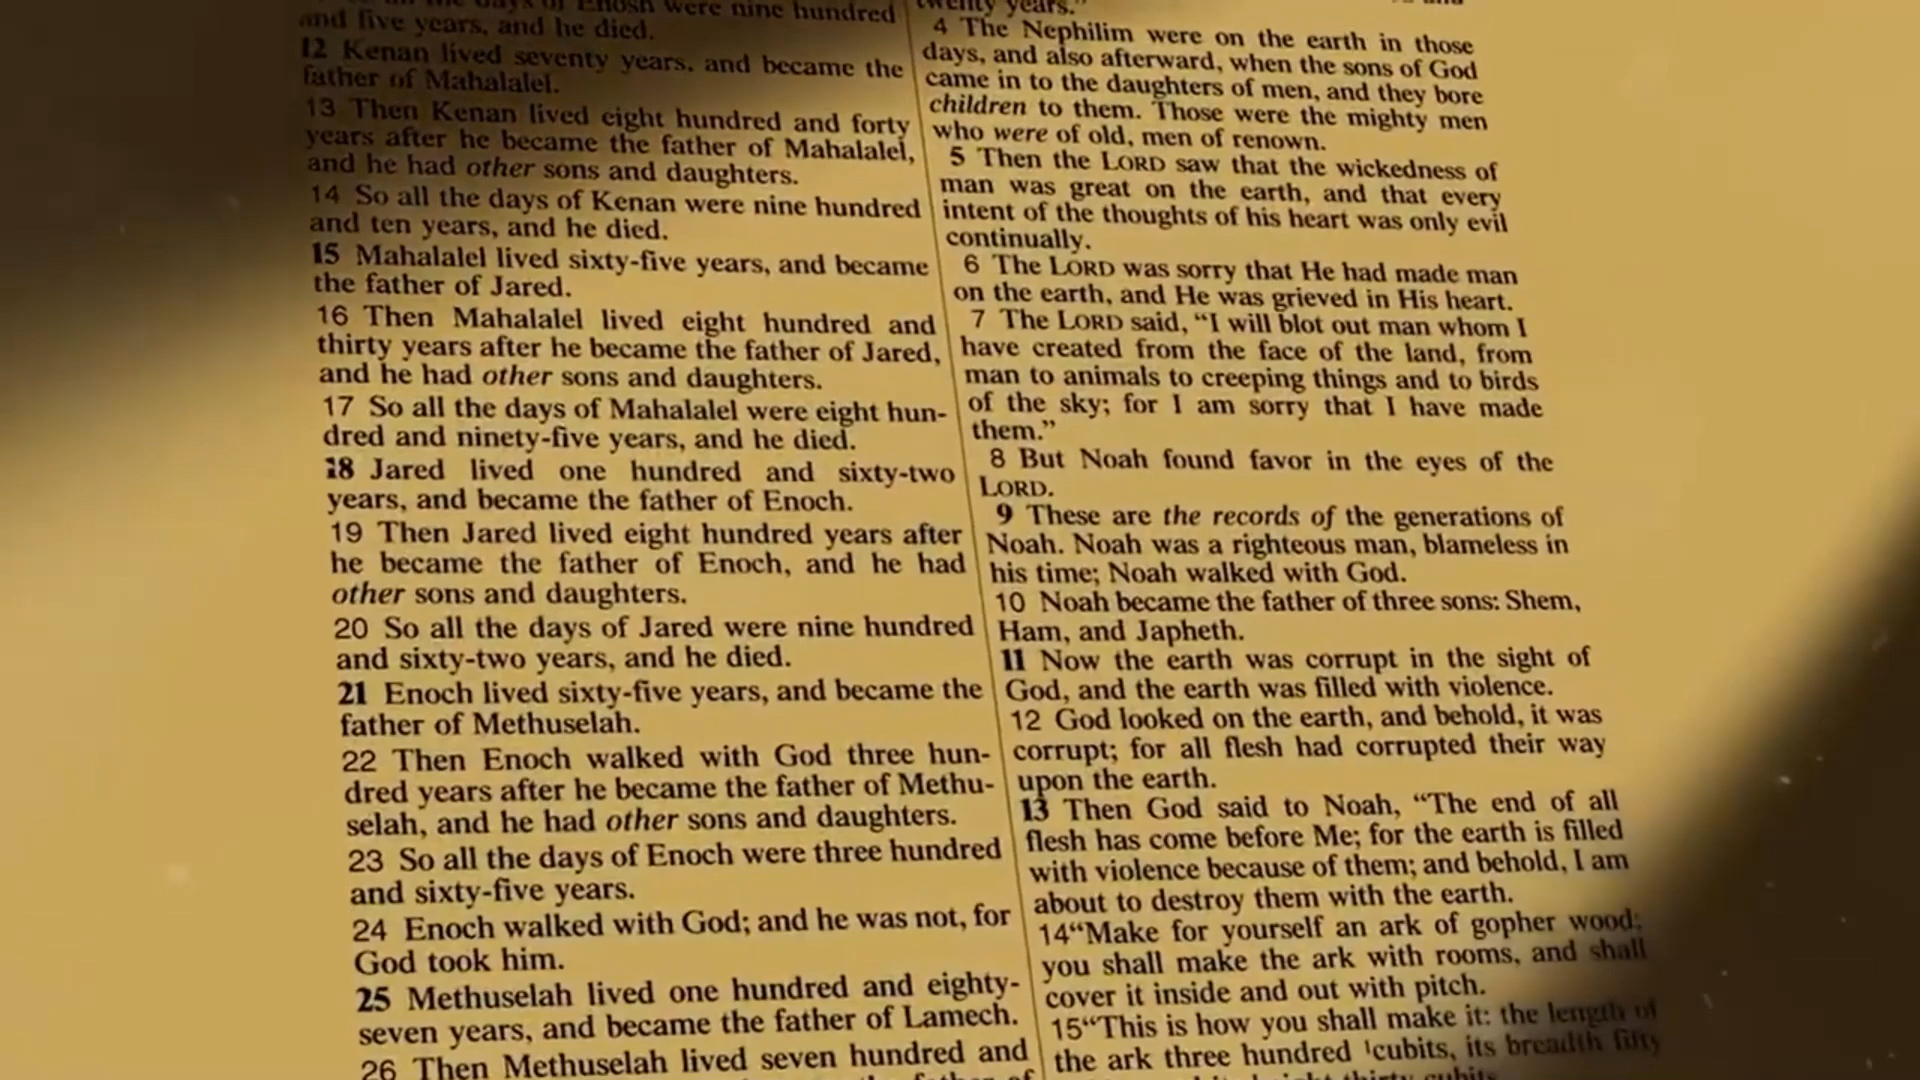 the days of Enosh were nine hundred
and five years, and he died.
12 Kenan lived seventy years, and became the
father of Mahalalel.
13 Then Kenan lived eight hundred and forty
years after he became the father of Mahalalel,
and he had other sons and daughters.
14 So all the days of Kenan were nine hundred
and ten years, and he died.
15 Mahalalel lived sixty-five years, and became
the father of Jared.
16 Then Mahalalel lived eight hundred and
thirty years after he became the father of Jared,
and he had other sons and daughters.
17 So all the days of Mahalalel were eight hun-
dred and ninety-five years, and he died.
18 Jared lived one hundred and sixty-two
years, and became the father of Enoch.
19 Then Jared lived eight hundred years after
he became the father of Enoch, and he had
other sons and daughters.
20 So all the days of Jared were nine hundred
and sixty-two years, and he died.
21 Enoch lived sixty-five years, and became the
father of Methuselah.
22 Then Enoch walked with God three hun-
dred years after he became the father of Methu-
selah, and he had other sons and daughters.
23 So all the days of Enoch were three hundred
and sixty-five years.
24 Enoch walked with God; and he was not, for
God took him.
25 Methuselah lived one hundred and eighty-
seven years, and became the father of Lamech.
26 Then Methuselah lived seven hundred and
father of
twenty years."
4 The Nephilim were on the earth in those
days, and also afterward, when the sons of God
came in to the daughters of men, and they bore
children to them. Those were the mighty men
who were of old, men of renown.
5 Then the LORD saw that the wickedness of
man was great on the earth, and that every
intent of the thoughts of his heart was only evil
continually.
6 The LORD was sorry that He had made man
on the earth, and He was grieved in His heart.
7 The LORD said, “I will blot out man whom I
have created from the face of the land, from
man to animals to creeping things and to birds
of the sky; for I am sorry that I have made
them.”
8 But Noah found favor in the eyes of the
LORD.
9 These are the records of the generations of
Noah. Noah was a righteous man, blameless in
his time; Noah walked with God.
10 Noah became the father of three sons: Shem,
Ham, and Japheth.
11 Now the earth was corrupt in the sight of
God, and the earth was filled with violence.
12 God looked on the earth, and behold, it was
corrupt; for all flesh had corrupted their way
upon the earth.
13 Then God said to Noah, “The end of all
flesh has come before Me; for the earth is filled
with violence because of them; and behold, I am
about to destroy them with the earth.
14“Make for yourself an ark of gopher wood;
you shall make the ark with rooms, and shall
cover it inside and out with pitch.
15“This is how you shall make it: the length of
the ark three hundred ¹cubits, its breadth fifty
thirty cubits